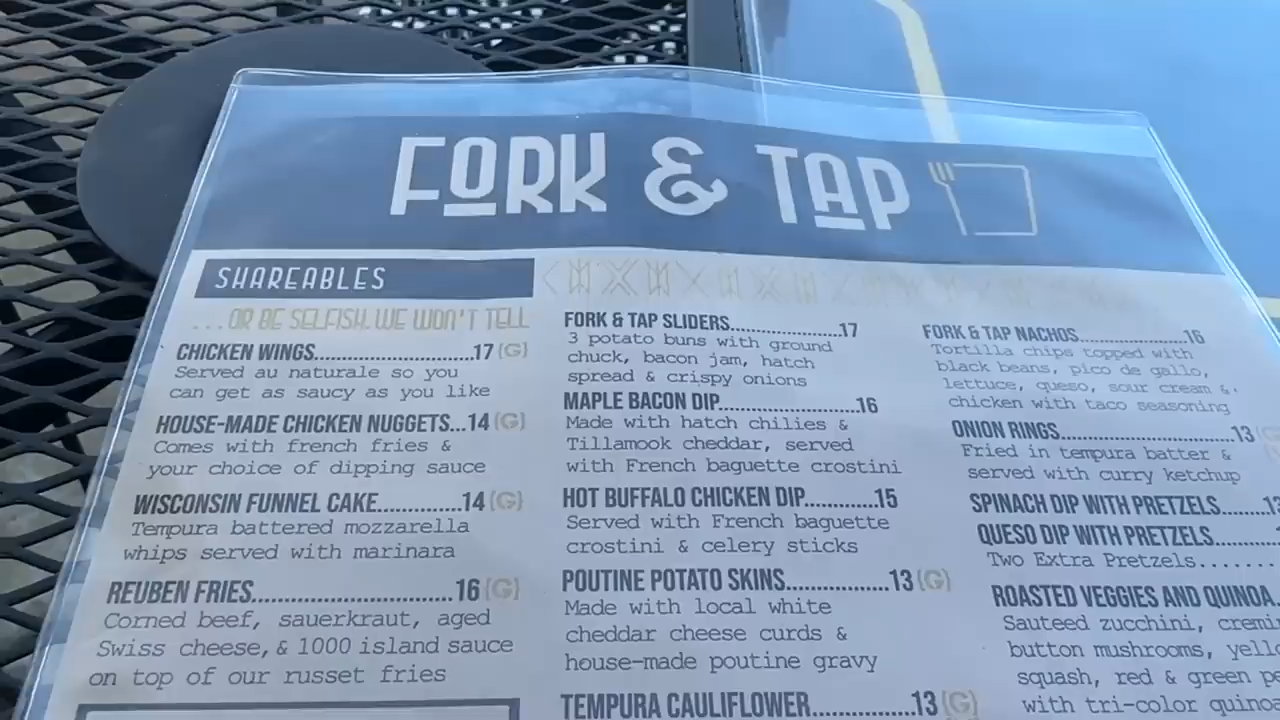 FORK & TAP
SHAREABLES
...OR BE SELFISH. WE WON'T TELL
CHICKEN WINGS....................17 (G)
Served au naturale so you
can get as saucy as you like
HOUSE-MADE CHICKEN NUGGETS...14 (G)
Comes with french fries &
your choice of dipping sauce
WISCONSIN FUNNEL CAKE............14 (G)
Tempura battered mozzarella
whips served with marinara
REUBEN FRIES............................16 (G)
Corned beef, sauerkraut, aged
Swiss cheese, & 1000 island sauce
on top of our russet fries
FORK & TAP SLIDERS................17
3 potato buns with ground
chuck, bacon jam, hatch
spread & crispy onions
MAPLE BACON DIP....................16
Made with hatch chilies &
Tillamook cheddar, served
with French baguette crostini
HOT BUFFALO CHICKEN DIP..........15
Served with French baguette
crostini & celery sticks
POUTINE POTATO SKINS..............13 (G)
Made with local white
cheddar cheese curds &
house-made poutine gravy
TEMPURA CAULIFLOWER.............13 (G)
FORK & TAP NACHOS................16
Tortilla chips topped with
black beans, pico de gallo,
lettuce, queso, sour cream &
chicken with taco seasoning
ONION RINGS.........................13
Fried in tempura batter &
served with curry ketchup
SPINACH DIP WITH PRETZELS......
QUESO DIP WITH PRETZELS.......
Two Extra Pretzels.......
ROASTED VEGGIES AND QUINOA.
Sauteed zucchini,
button mushrooms,
squash, red & green
with tri-color